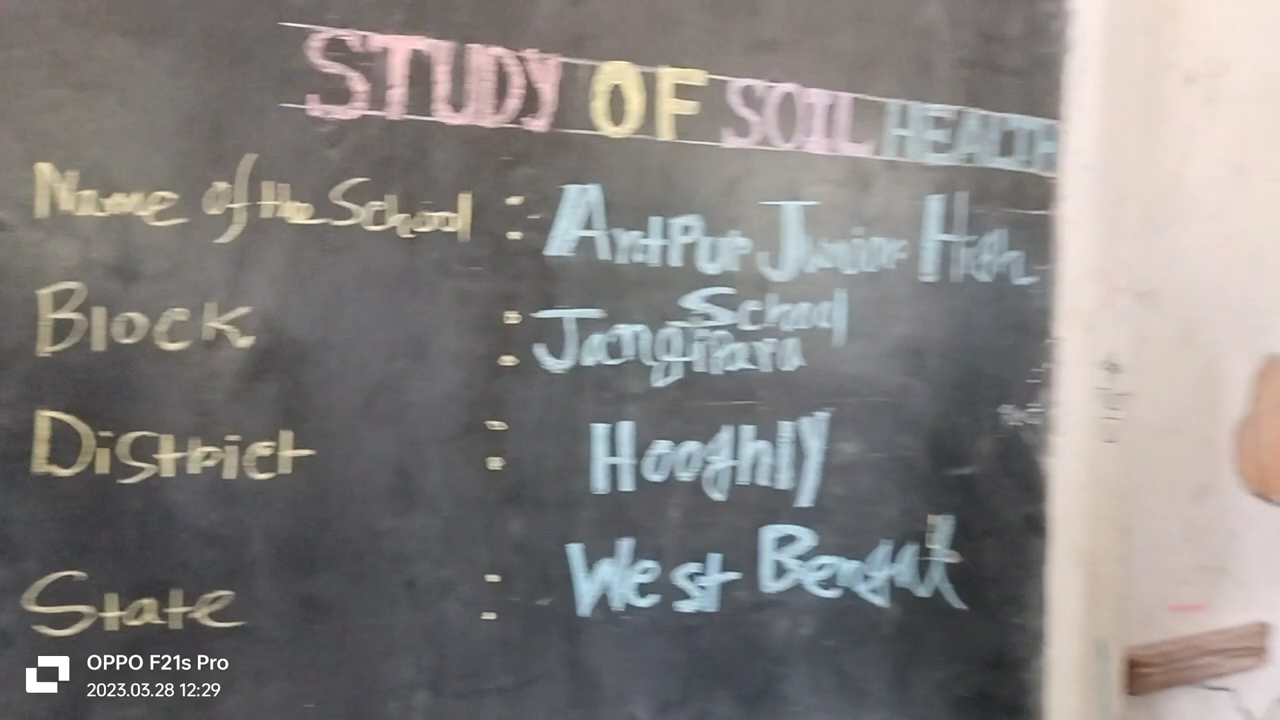 STUDY OF SOIL HEALTH
Name of the School : AntPur Junior High
School
Block : JangiPara
District : Hooghly
State : West Bengal
OPPO F21s Pro
2023.03.28 12:29